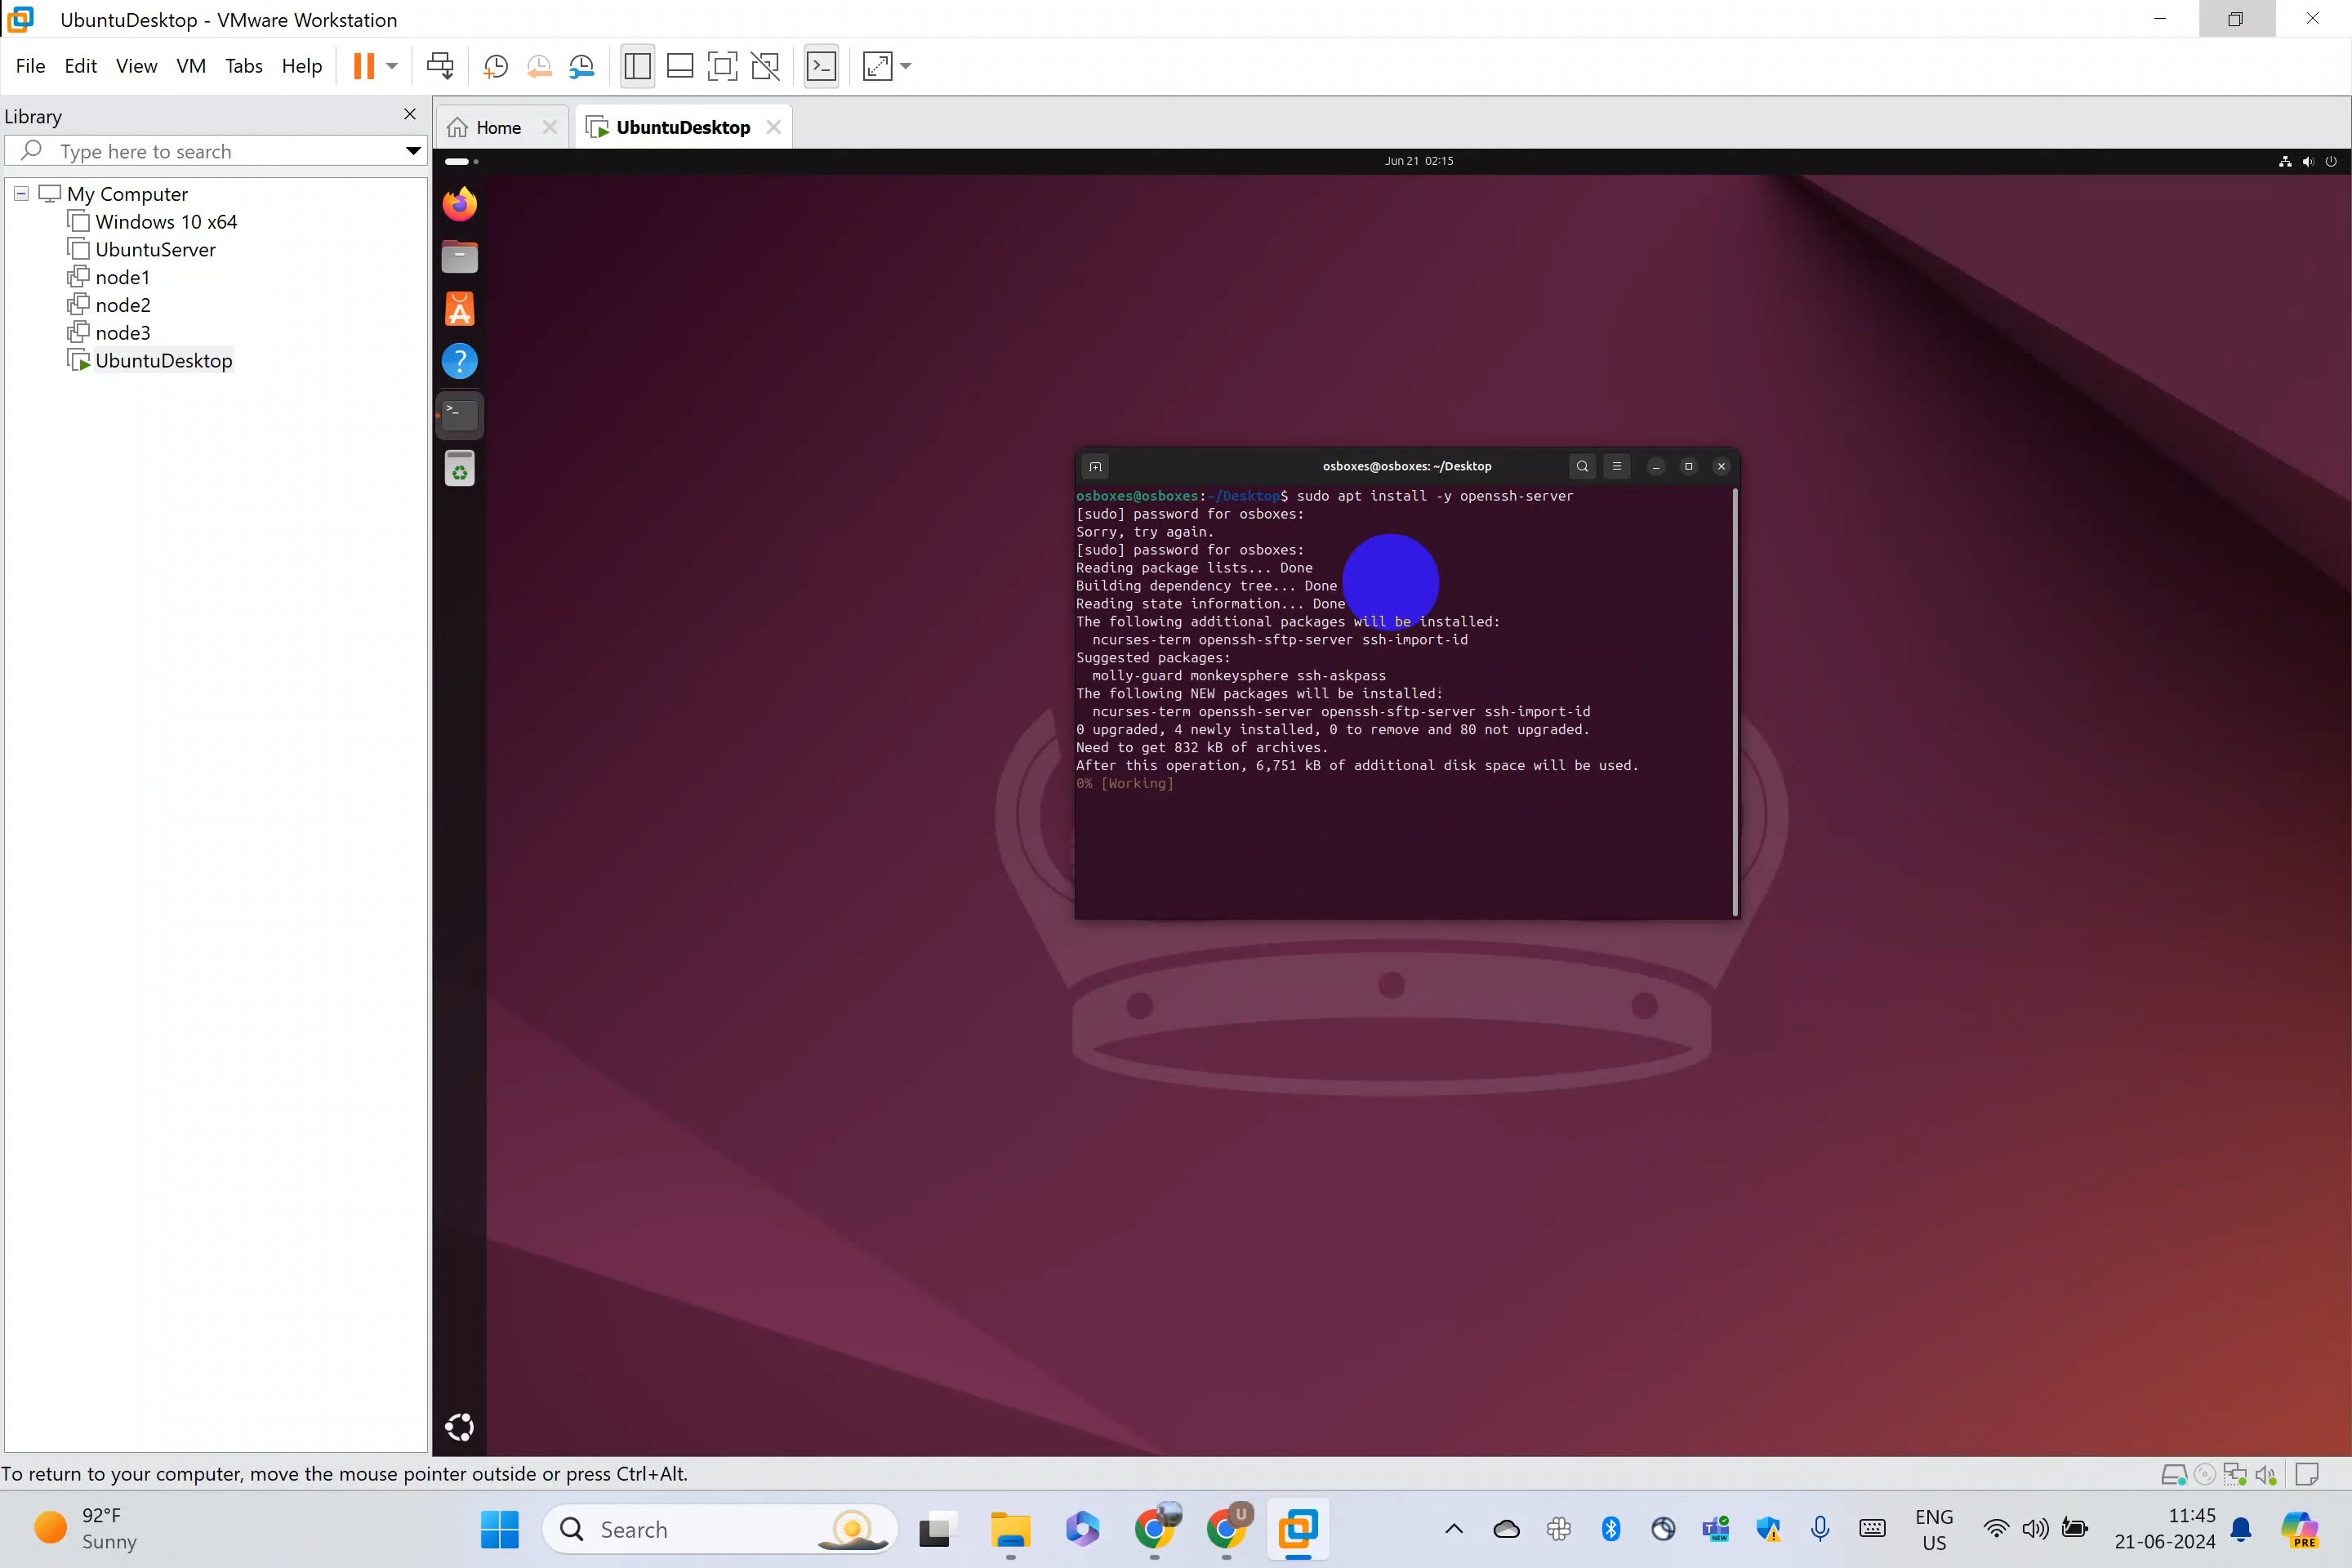 UbuntuDesktop - VMware Workstation
File Edit View VM Tabs Help
Library
Type here to search
My Computer
Windows 10 x64
UbuntuServer
node1
node2
node3
UbuntuDesktop
Home
UbuntuDesktop
Jun 21 02:15
osboxes@osboxes: ~/Desktop
osboxes@osboxes:~/Desktop$ sudo apt install -y openssh-server
[sudo] password for osboxes:
Sorry, try again.
[sudo] password for osboxes:
Reading package lists... Done
Building dependency tree... Done
Reading state information... Done
The following additional packages will be installed:
ncurses-term openssh-sftp-server ssh-import-id
Suggested packages:
molly-guard monkeysphere ssh-askpass
The following NEW packages will be installed:
ncurses-term openssh-server openssh-sftp-server ssh-import-id
0 upgraded, 4 newly installed, 0 to remove and 80 not upgraded.
Need to get 832 kB of archives.
After this operation, 6,751 kB of additional disk space will be used.
0% [Working]
To return to your computer, move the mouse pointer outside or press Ctrl+Alt.
92°F
Sunny
Search
U
NEW
ENG
US
11:45
21-06-2024
PRE